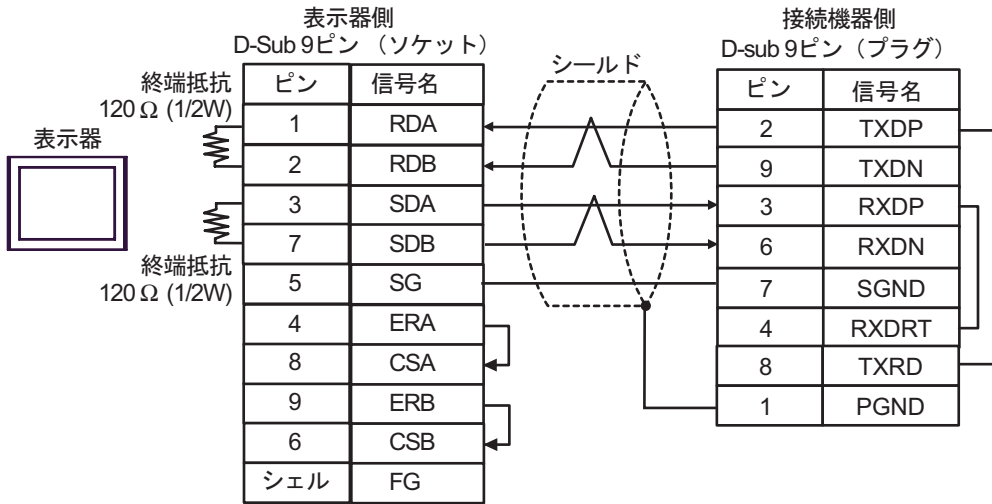 表示器側
D-Sub 9ピン （ソケット）
接続機器側
D-sub 9ピン（プラグ）
シールド
終端抵抗
120 Ω (1/2W)
表示器
終端抵抗
120 Ω (1/2W)
ピン 信号名
1 RDA
2 RDB
3 SDA
7 SDB
5 SG
4 ERA
8 CSA
9 ERB
6 CSB
シェル FG
ピン 信号名
2 TXDP
9 TXDN
3 RXDP
6 RXDN
7 SGND
4 RXDRT
8 TXRD
1 PGND